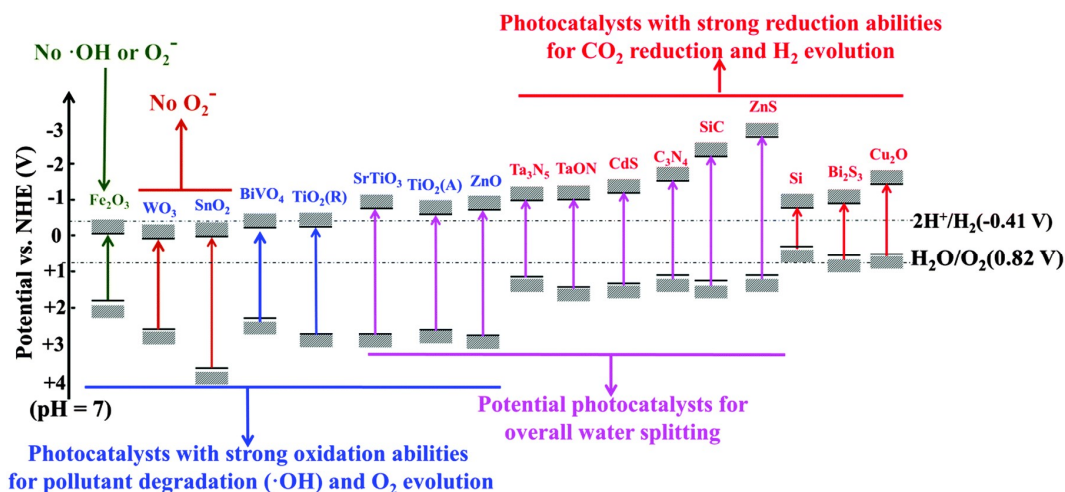 Photocatalysts with strong reduction abilities
for CO₂ reduction and H₂ evolution
No ·OH or O₂⁻
No O₂⁻
Potential vs. NHE (V)
-3
-2
-1
0
+1
+2
+3
+4
(pH = 7)
Fe₂O₃
WO₃
SnO₂
BiVO₄
TiO₂(R)
SrTiO₃
TiO₂(A)
ZnO
Ta₃N₅
TaON
CdS
C₃N₄
SiC
ZnS
Si
Bi₂S₃
Cu₂O
2H⁺/H₂(-0.41 V)
H₂O/O₂(0.82 V)
Potential photocatalysts for
overall water splitting
Photocatalysts with strong oxidation abilities
for pollutant degradation (·OH) and O₂ evolution